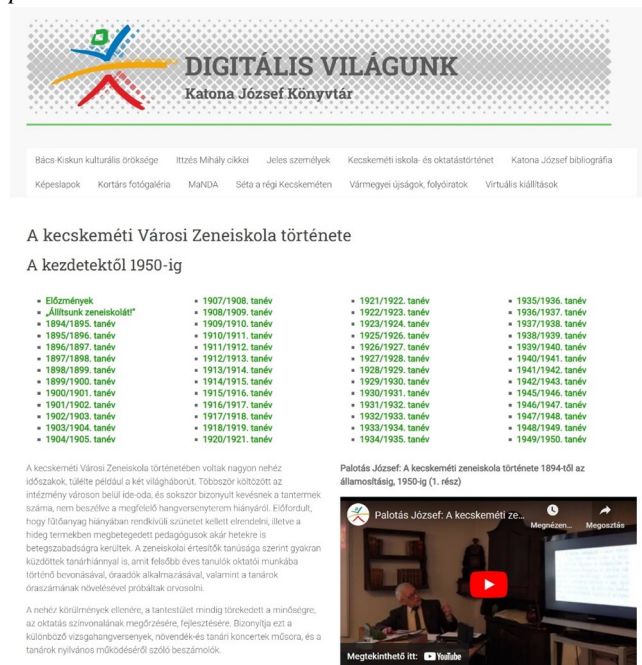 DIGITÁLIS VILÁGUNK
Katona József Könyvtár
Bács-Kiskun kulturális öröksége Ittzés Mihály cikkei Jeles személyek Kecskeméti iskola- és oktatástörténet Katona József bibliográfia
Képeslapok Kortárs fotógaléria MaNDA Séta a régi Kecskeméten Vármegyei újságok, folyóiratok Virtuális kiállítások
A kecskeméti Városi Zeneiskola története
A kezdetektől 1950-ig
Előzmények
„Állítsunk zeneiskolát!”
1894/1895. tanév
1895/1896. tanév
1896/1897. tanév
1897/1898. tanév
1898/1899. tanév
1899/1900. tanév
1900/1901. tanév
1901/1902. tanév
1902/1903. tanév
1903/1904. tanév
1904/1905. tanév
1907/1908. tanév
1908/1909. tanév
1909/1910. tanév
1910/1911. tanév
1911/1912. tanév
1912/1913. tanév
1913/1914. tanév
1914/1915. tanév
1915/1916. tanév
1916/1917. tanév
1917/1918. tanév
1918/1919. tanév
1920/1921. tanév
1921/1922. tanév
1922/1923. tanév
1923/1924. tanév
1925/1926. tanév
1926/1927. tanév
1927/1928. tanév
1928/1929. tanév
1929/1930. tanév
1930/1931. tanév
1931/1932. tanév
1932/1933. tanév
1933/1934. tanév
1934/1935. tanév
1935/1936. tanév
1936/1937. tanév
1937/1938. tanév
1938/1939. tanév
1939/1940. tanév
1940/1941. tanév
1941/1942. tanév
1942/1943. tanév
1945/1946. tanév
1946/1947. tanév
1947/1948. tanév
1948/1949. tanév
1949/1950. tanév
A kecskeméti Városi Zeneiskola történetében voltak nagyon nehéz
időszakok, túlélte például a két világháborút. Többször költözött az
intézmény városon belül ide-oda, és sokszor bizonyult kevésnek a tantermek
száma, nem beszélve a megfelelő hangversenyterem hiányáról. Előfordult,
hogy fűtőanyag hiányában rendkívüli szünetet kellett elrendelni, illetve a
hideg termekben megbetegedett pedagógusok akár hetekre is
betegszabadságra kerültek. A zeneiskolai értesítők tanúsága szerint gyakran
küzdöttek tanárhiánnyal is, amit felsőbb éves tanulók oktatói munkába
történő bevonásával, óraadók alkalmazásával, valamint a tanárok
óraszámának növelésével próbáltak orvosolni.
A nehéz körülmények ellenére, a tantestület mindig törekedett a minőségre,
az oktatás színvonalának megőrzésére, fejlesztésére. Bizonyítja ezt a
különböző vizsgahangversenyek, növendék-és tanári koncertek műsora, és a
tanárok nyilvános működéséről szóló beszámolók.
Palotás József: A kecskeméti zeneiskola története 1894-től az
államosításig, 1950-ig (1. rész)
Palotás József: A kecskeméti ze...
Megnézen...
Megosztás
Megtekinthető itt: YouTube